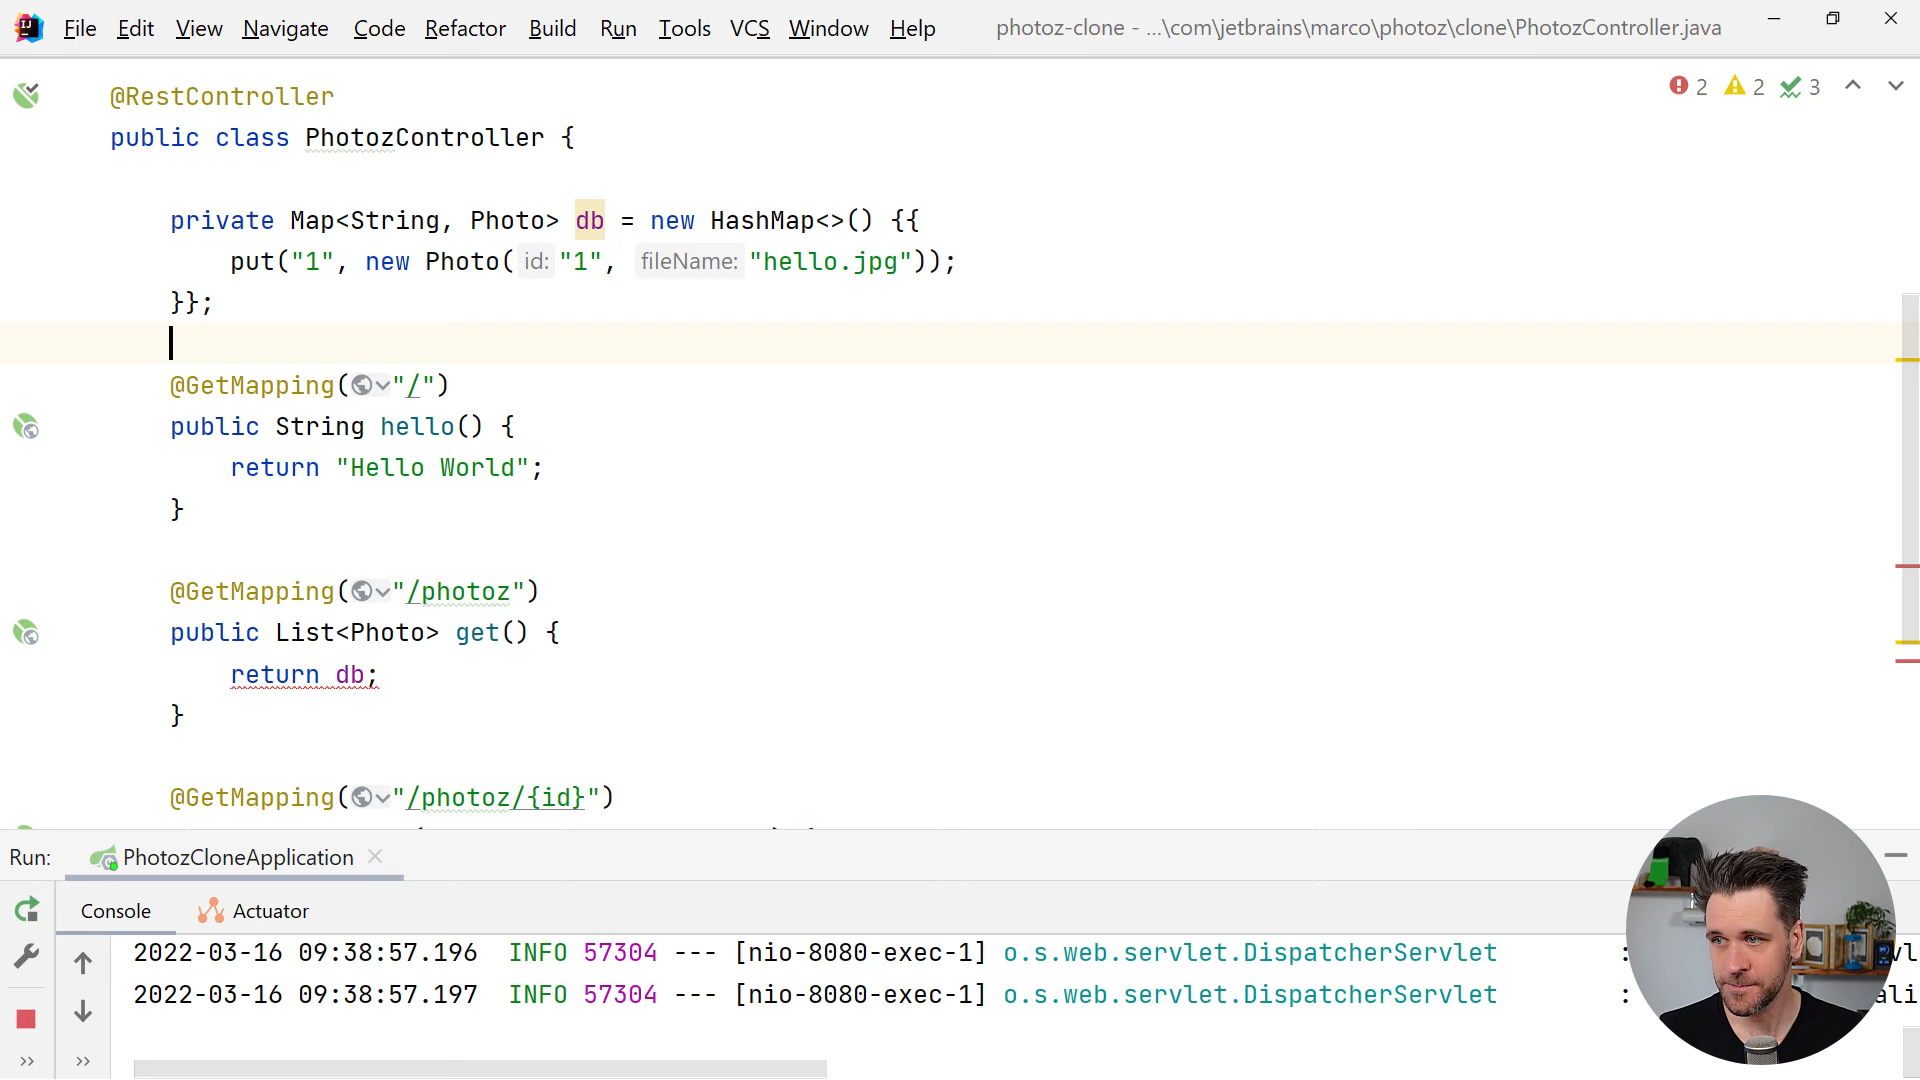 File Edit View Navigate Code Refactor Build Run Tools VCS Window Help photoz-clone - ...\com\jetbrains\marco\photoz\clone\PhotozController.java
2 2 3
@RestController
public class PhotozController {
private Map<String, Photo> db = new HashMap<>() {{
put("1", new Photo( id: "1", fileName: "hello.jpg"));
}};
@GetMapping("/")
public String hello() {
return "Hello World";
}
@GetMapping("/photoz")
public List<Photo> get() {
return db;
}
@GetMapping("/photoz/{id}")
Run: PhotozCloneApplication
Console Actuator
2022-03-16 09:38:57.196 INFO 57304 --- [nio-8080-exec-1] o.s.web.servlet.DispatcherServlet :
2022-03-16 09:38:57.197 INFO 57304 --- [nio-8080-exec-1] o.s.web.servlet.DispatcherServlet :